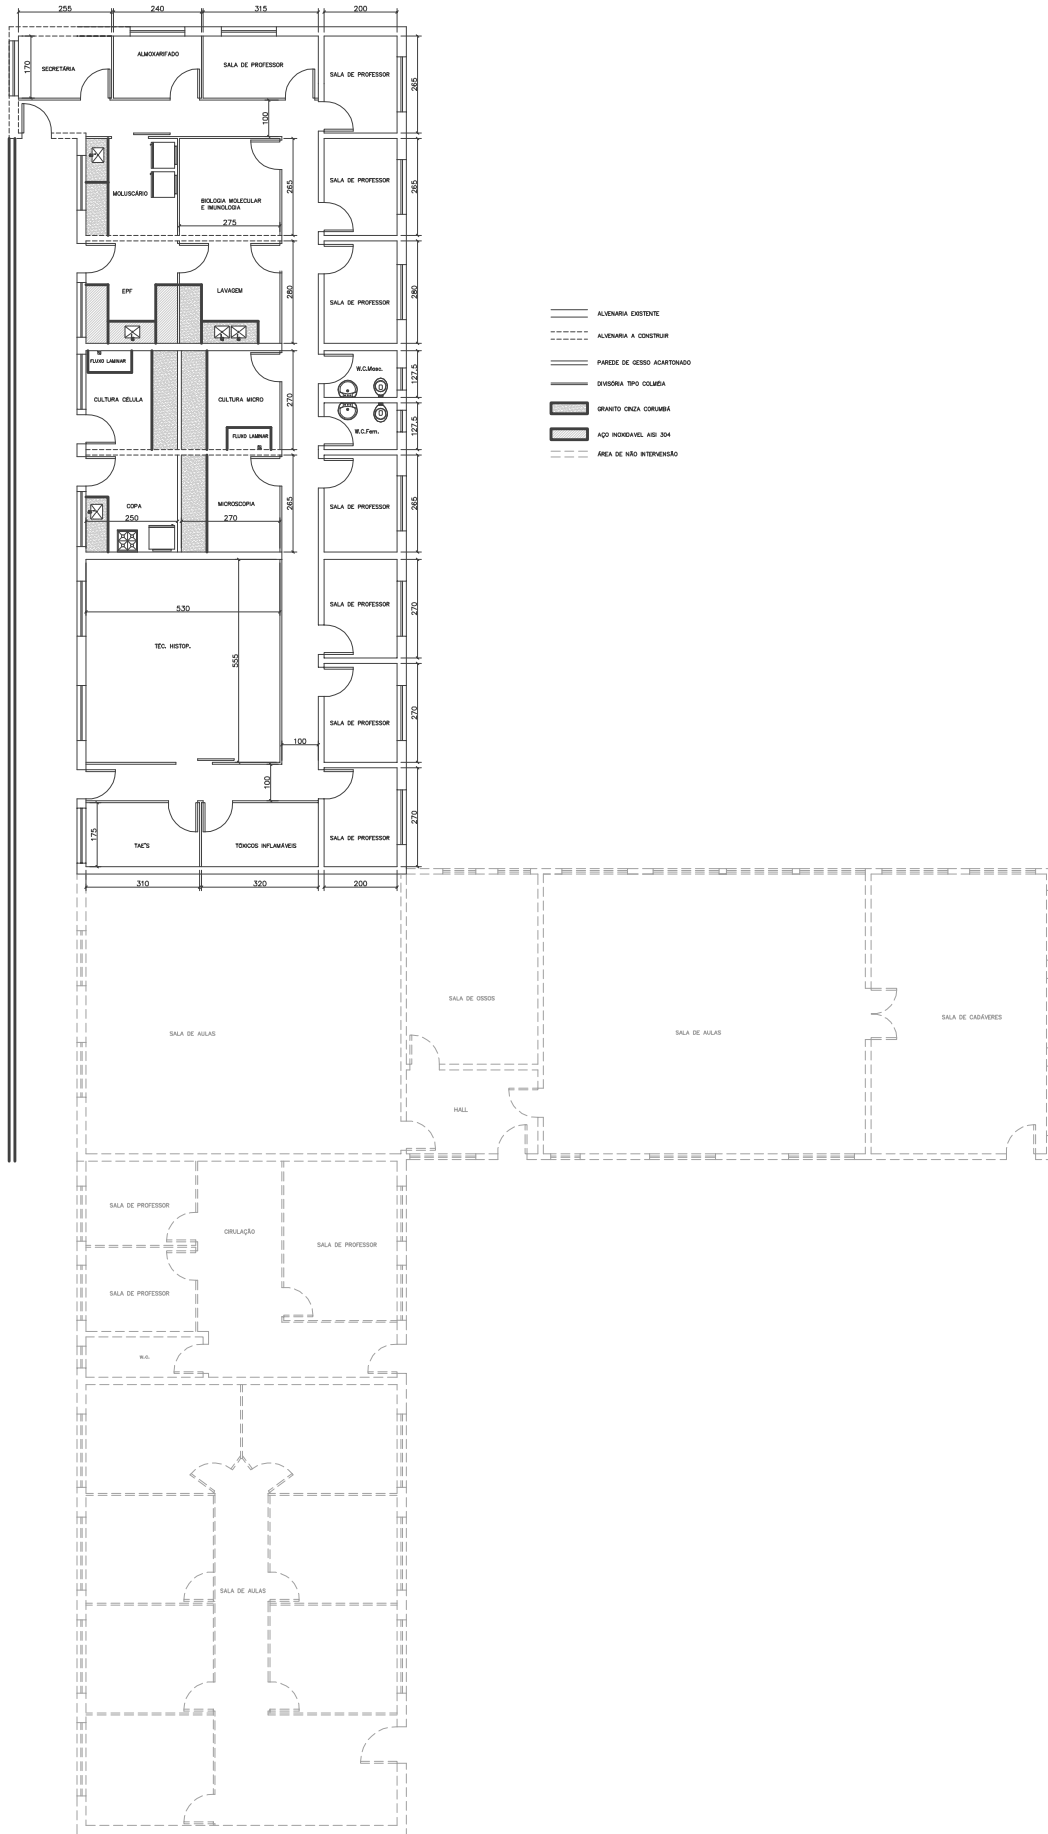 255
240
315
200
170
SECRETÁRIA
ALMOXARIFADO
SALA DE PROFESSOR
SALA DE PROFESSOR
265
100
MOLUSCÁRIO
BIOLOGIA MOLECULAR
E IMUNOLOGIA
275
265
SALA DE PROFESSOR
265
EPF
LAVAGEM
280
SALA DE PROFESSOR
280
ALVENARIA EXISTENTE
ALVENARIA A CONSTRUIR
PAREDE DE GESSO ACARTONADO
DIVISÓRIA TIPO COLMÉIA
GRANITO CINZA CORUMBÁ
AÇO INOXIDAVEL AISI 304
ÁREA DE NÃO INTERVENSÃO
FLUXO LAMINAR
CULTURA CÉLULA
CULTURA MICRO
FLUXO LAMINAR
270
W.C.Masc.
127.5
W.C.Fem.
127.5
COPA
250
MICROSCOPIA
270
265
SALA DE PROFESSOR
265
530
TÉC. HISTOP.
555
SALA DE PROFESSOR
270
SALA DE PROFESSOR
270
100
100
175
TAE'S
TÓXICOS INFLAMÁVEIS
SALA DE PROFESSOR
270
310
320
200
SALA DE AULAS
SALA DE OSSOS
HALL
SALA DE AULAS
SALA DE CADÁVERES
SALA DE PROFESSOR
CIRULAÇÃO
SALA DE PROFESSOR
SALA DE PROFESSOR
W.C.
SALA DE AULAS